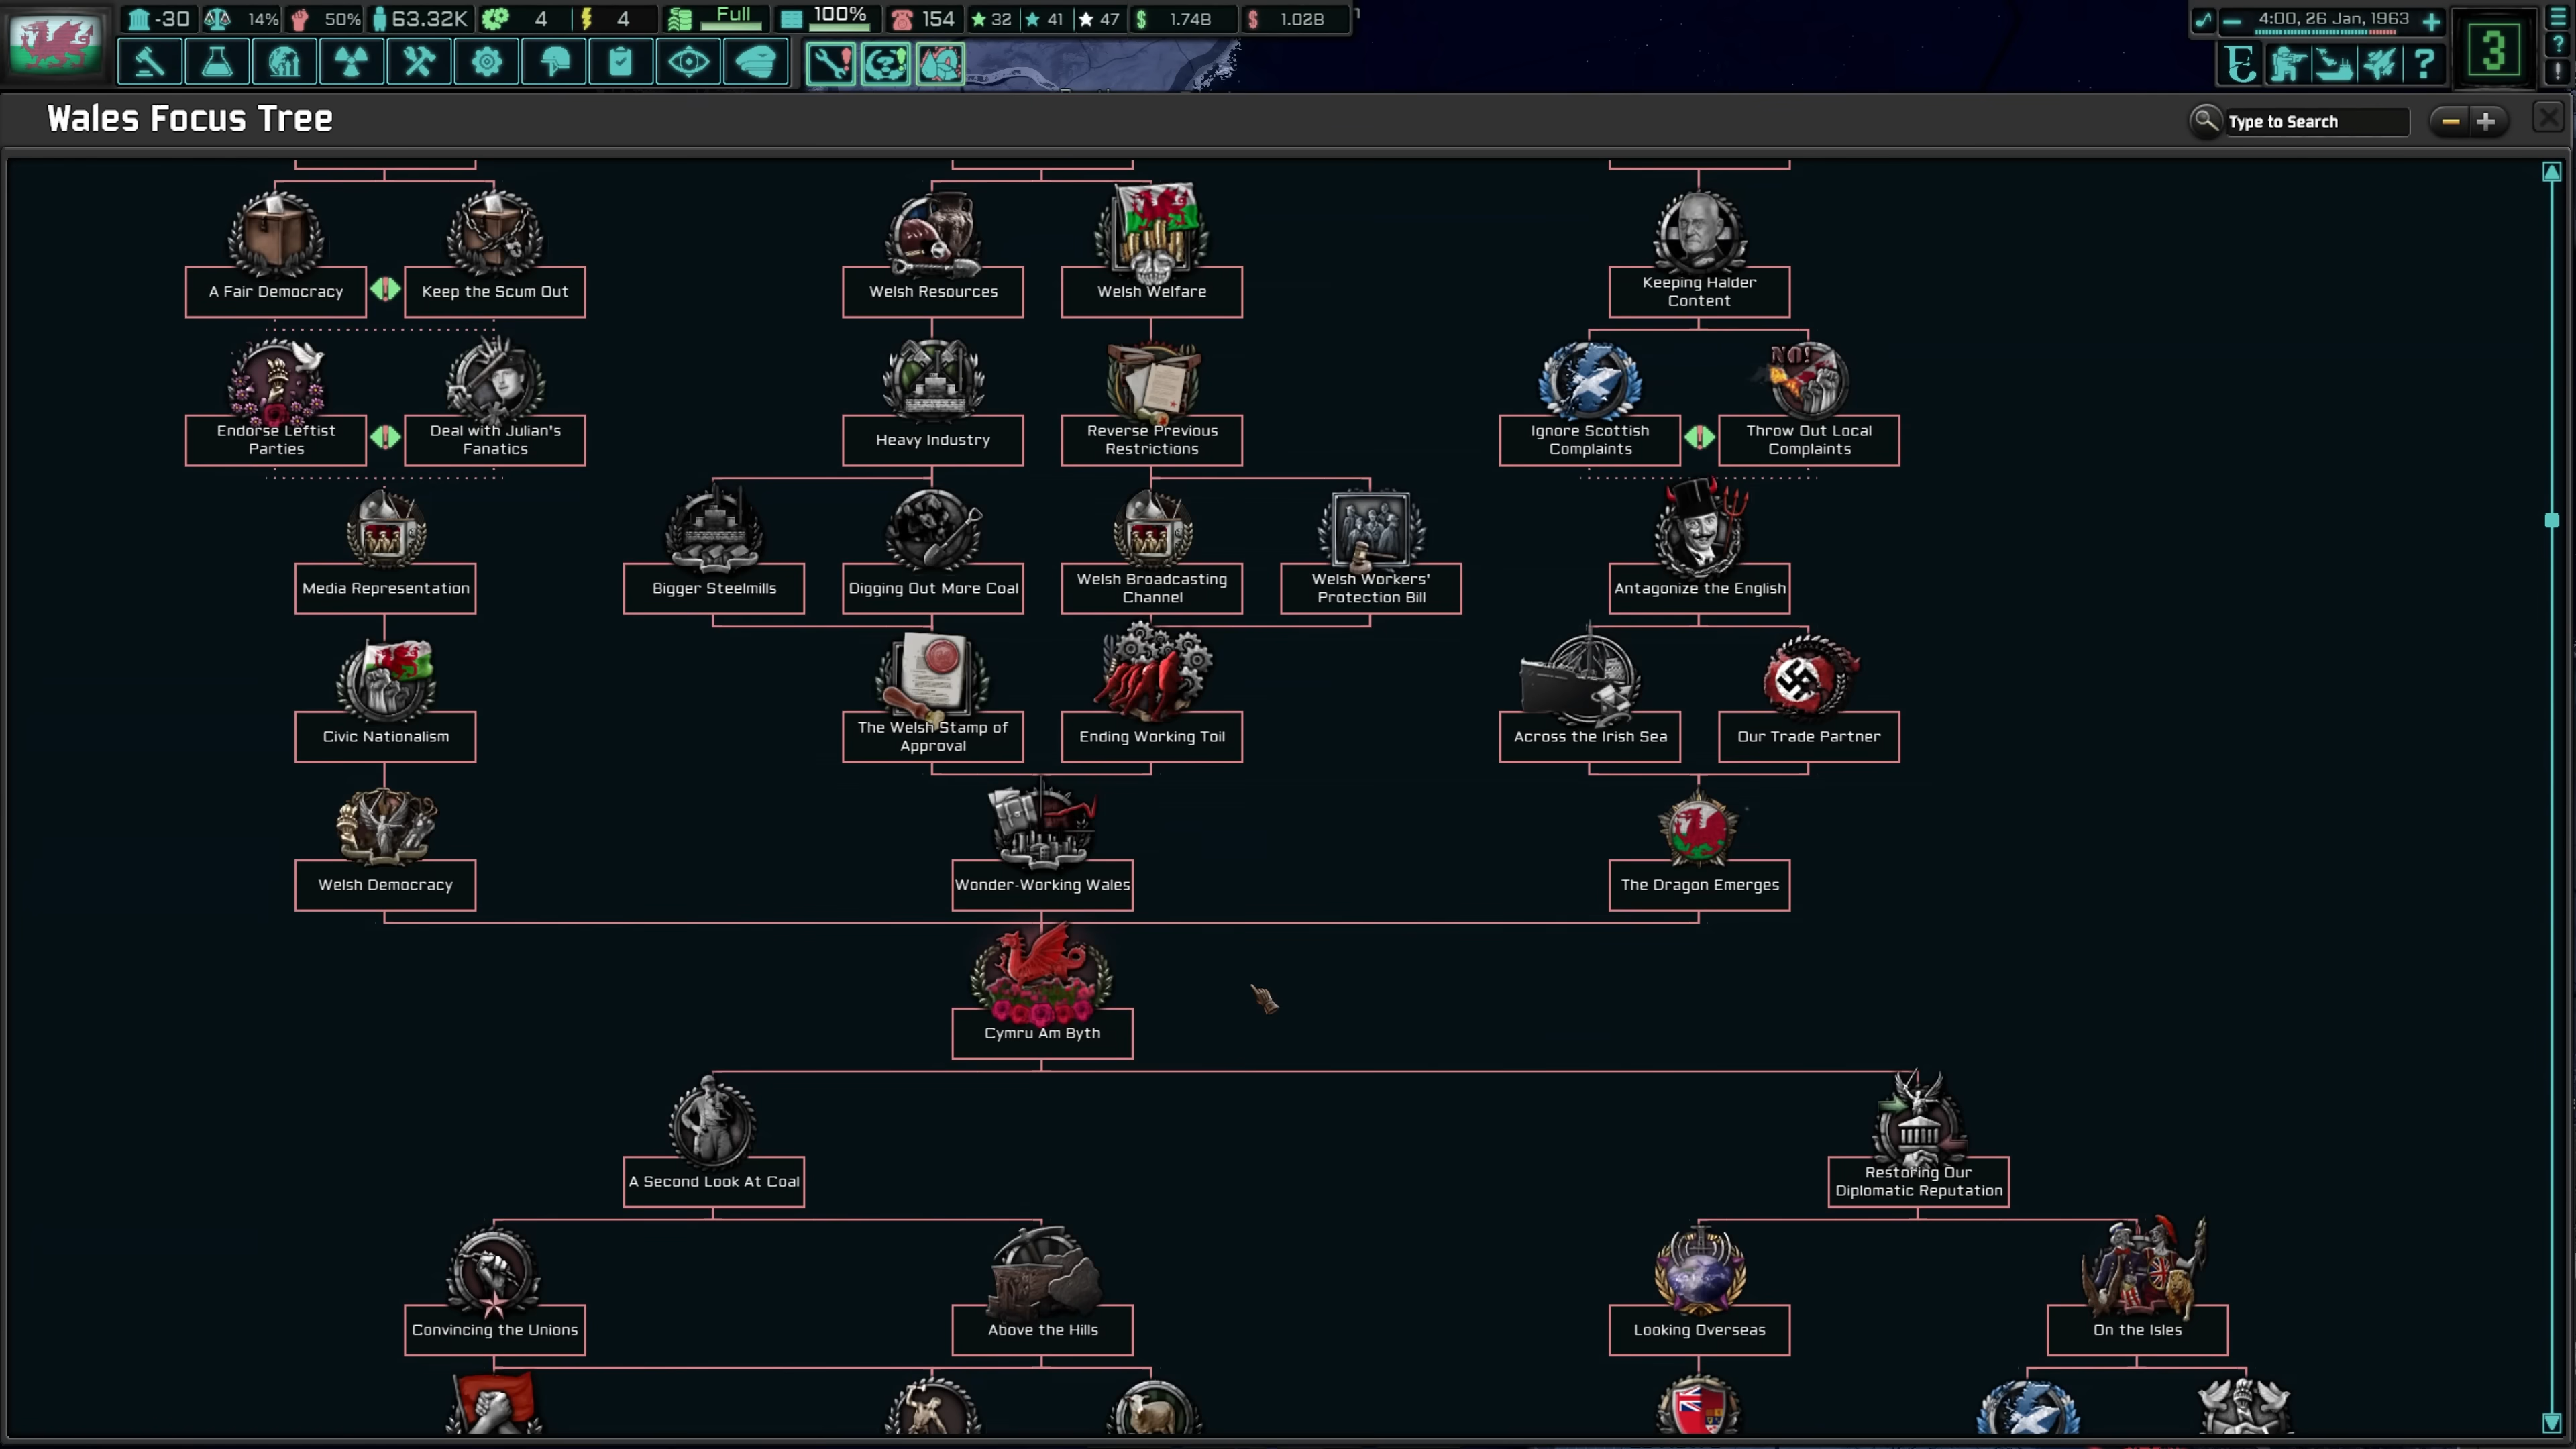 -30 14% 50% 63.32K 4 4 Full 100% 154 32 41 47 $ 1.74B $ 1.02B
4:00, 26 Jan, 1963
3
Wales Focus Tree
Type to Search
A Fair Democracy
Keep the Scum Out
Welsh Resources
Welsh Welfare
Keeping Halder
Content
Endorse Leftist
Parties
Deal with Julian's
Fanatics
Heavy Industry
Reverse Previous
Restrictions
Ignore Scottish
Complaints
NO!
Throw Out Local
Complaints
Media Representation
Bigger Steelmills
Digging Out More Coal
Welsh Broadcasting
Channel
Welsh Workers'
Protection Bill
Antagonize the English
Civic Nationalism
The Welsh Stamp of
Approval
Ending Working Toil
Across the Irish Sea
Our Trade Partner
Welsh Democracy
Wonder-Working Wales
The Dragon Emerges
Cymru Am Byth
A Second Look At Coal
Restoring Our
Diplomatic Reputation
Convincing the Unions
Above the Hills
Looking Overseas
On the Isles